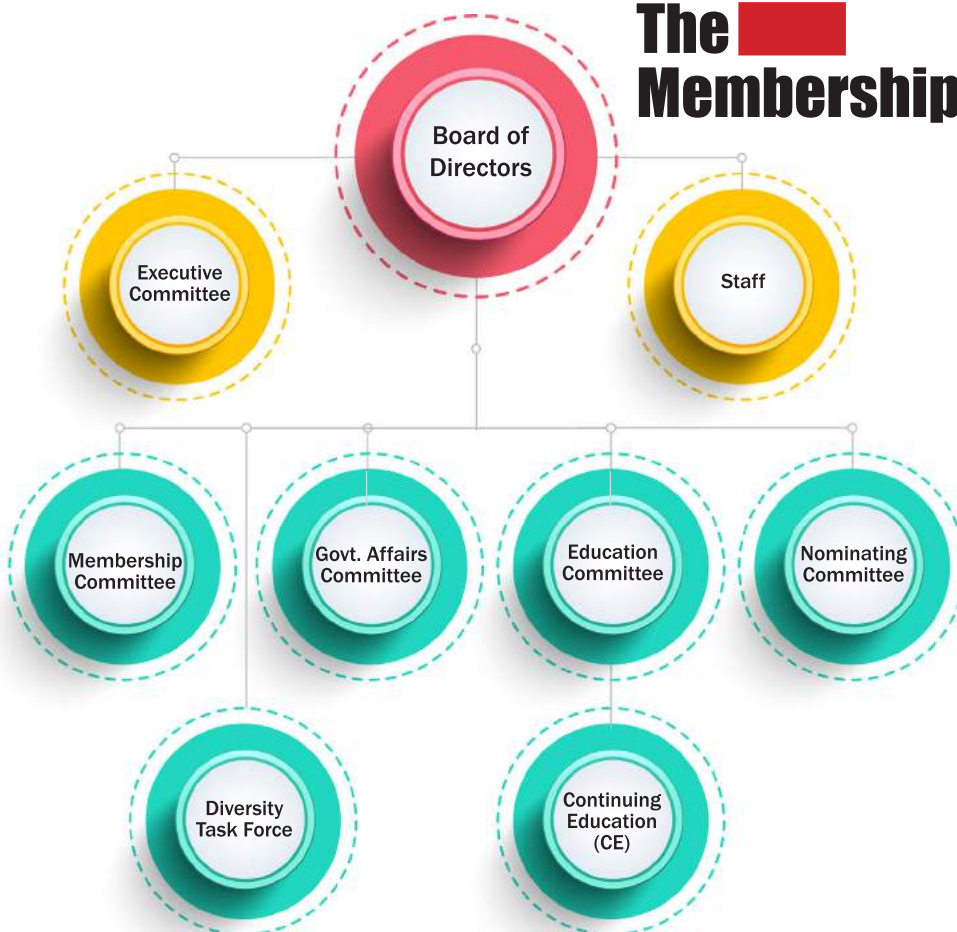 The
Membership
Board of
Directors
Executive
Committee
Staff
Membership
Committee
Govt. Affairs
Committee
Education
Committee
Nominating
Committee
Diversity
Task Force
Continuing
Education
(CE)